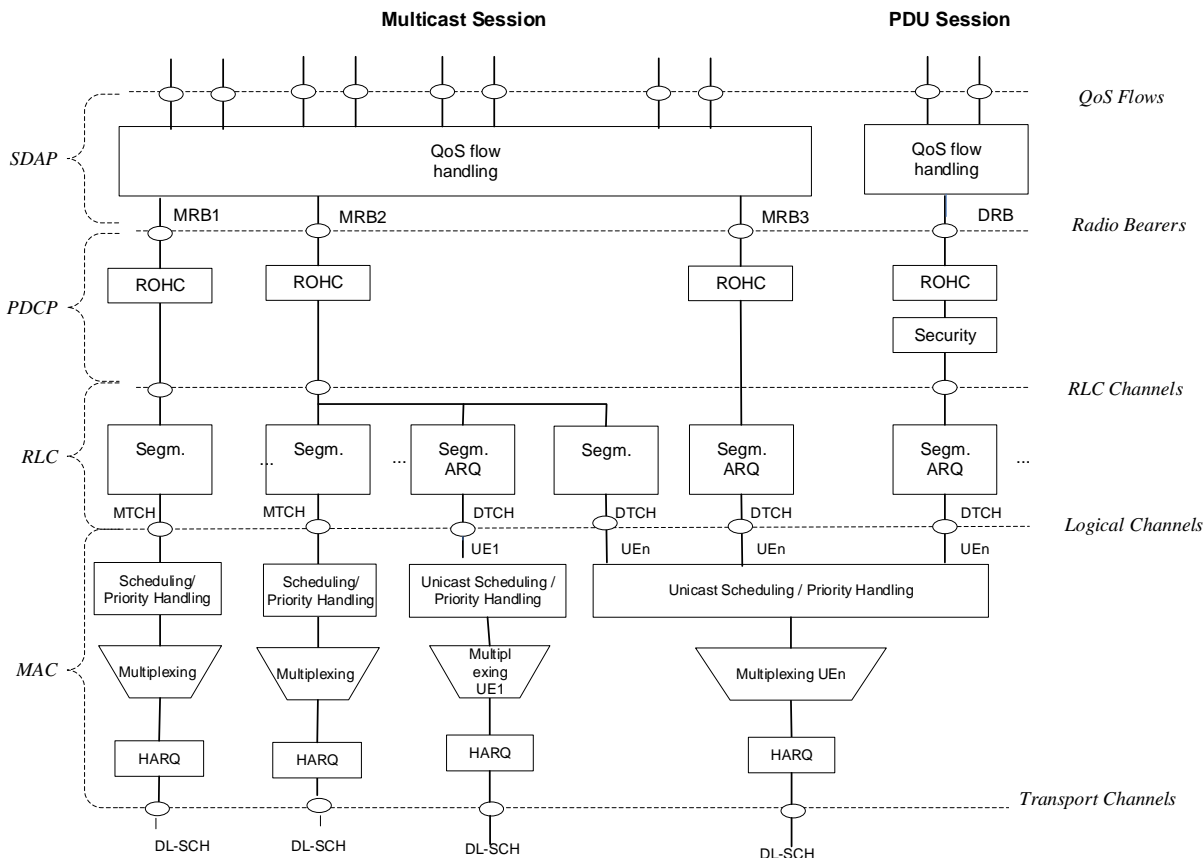 Multicast Session
PDU Session
QoS Flows
SDAP
QoS flow
handling
QoS flow
handling
MRB1
MRB2
MRB3
DRB
Radio Bearers
PDCP
ROHC
ROHC
ROHC
ROHC
Security
RLC Channels
RLC
Segm.
...
Segm.
...
Segm.
ARQ
Segm.
Segm.
ARQ
Segm.
ARQ
...
MTCH
MTCH
DTCH
DTCH
DTCH
DTCH
Logical Channels
UE1
UEn
UEn
UEn
MAC
Scheduling/
Priority Handling
Scheduling/
Priority Handling
Unicast Scheduling /
Priority Handling
Unicast Scheduling / Priority Handling
Multiplexing
Multiplexing
Multipl
exing
UE1
Multiplexing UEn
HARQ
HARQ
HARQ
HARQ
Transport Channels
DL-SCH
DL-SCH
DL-SCH
DL-SCH